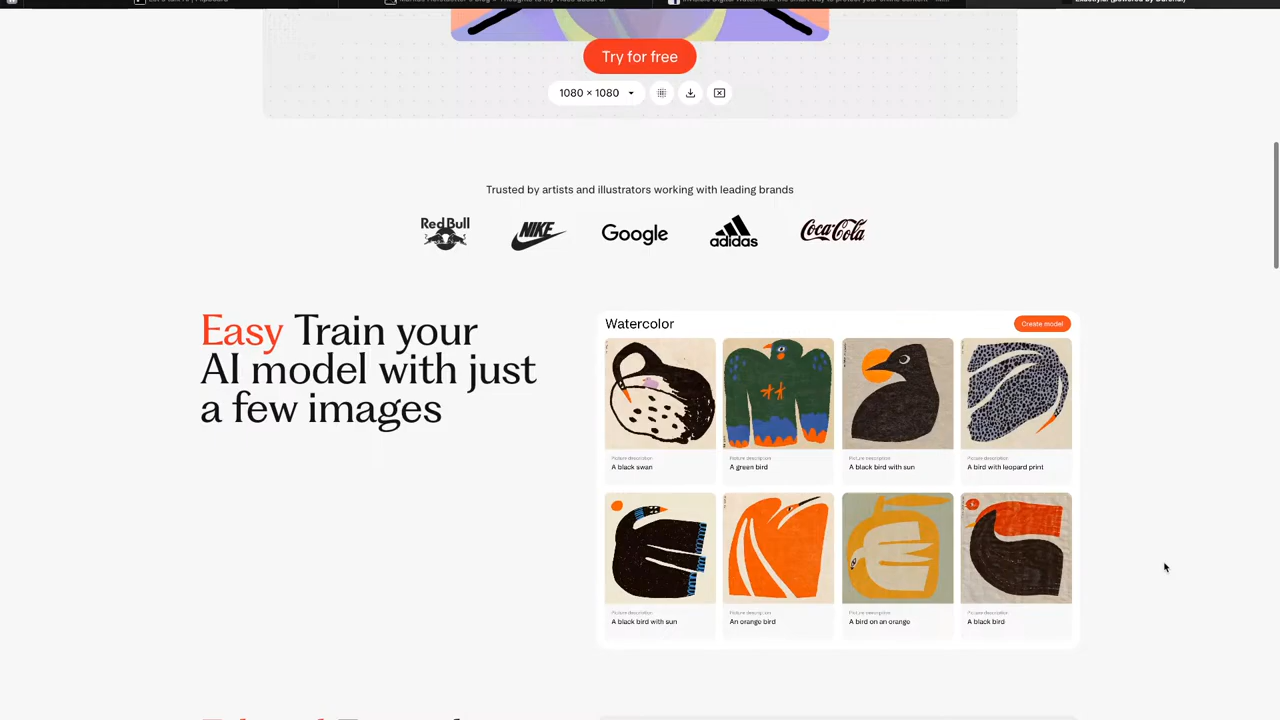 Try for free
1080 × 1080
Trusted by artists and illustrators working with leading brands
Red Bull
NIKE
Google
adidas
Coca-Cola
Easy Train your
AI model with just
a few images
Watercolor
Create model
Picture description
A black swan
Picture description
A green bird
Picture description
A black bird with sun
Picture description
A bird with leopard print
Picture description
A black bird with sun
Picture description
An orange bird
Picture description
A bird on an orange
Picture description
A black bird